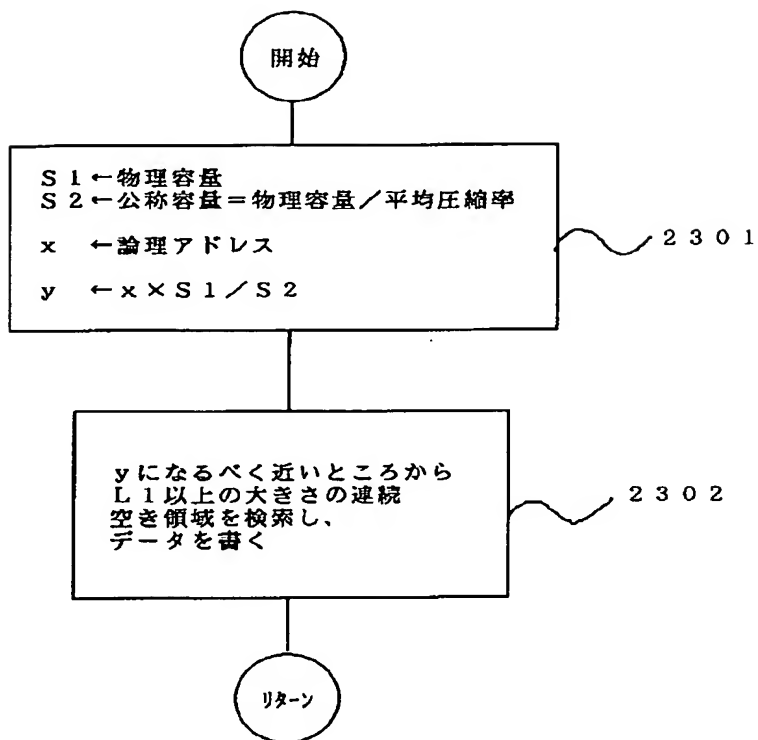 開始
S1←物理容量
S2←公称容量=物理容量/平均圧縮率
x ←論理アドレス
y ←x×S1/S2
2301
yになるべく近いところから
L1以上の大きさの連続
空き領域を検索し、
データを書く
2302
リターン